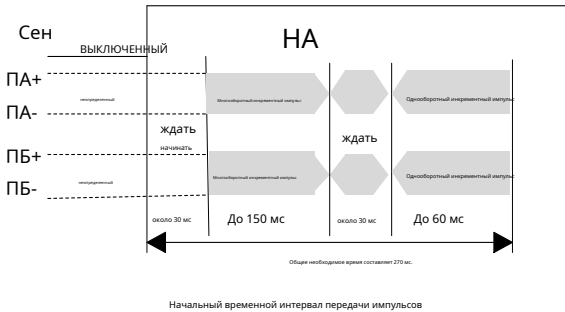 Сен
ВЫКЛЮЧЕННЫЙ
НА
ПА+
неопределенный
Многооборотный инкрементный импульс
Однооборотный инкрементный импульс
ПА-
ждать
начинать
ждать
ПБ+
неопределенный
Многооборотный инкрементный импульс
Однооборотный инкрементный импульс
ПБ-
около 30 мс
До 150 мс
около 30 мс
До 60 мс
Общее необходимое время составляет 270 мс.
Начальный временной интервал передачи импульсов